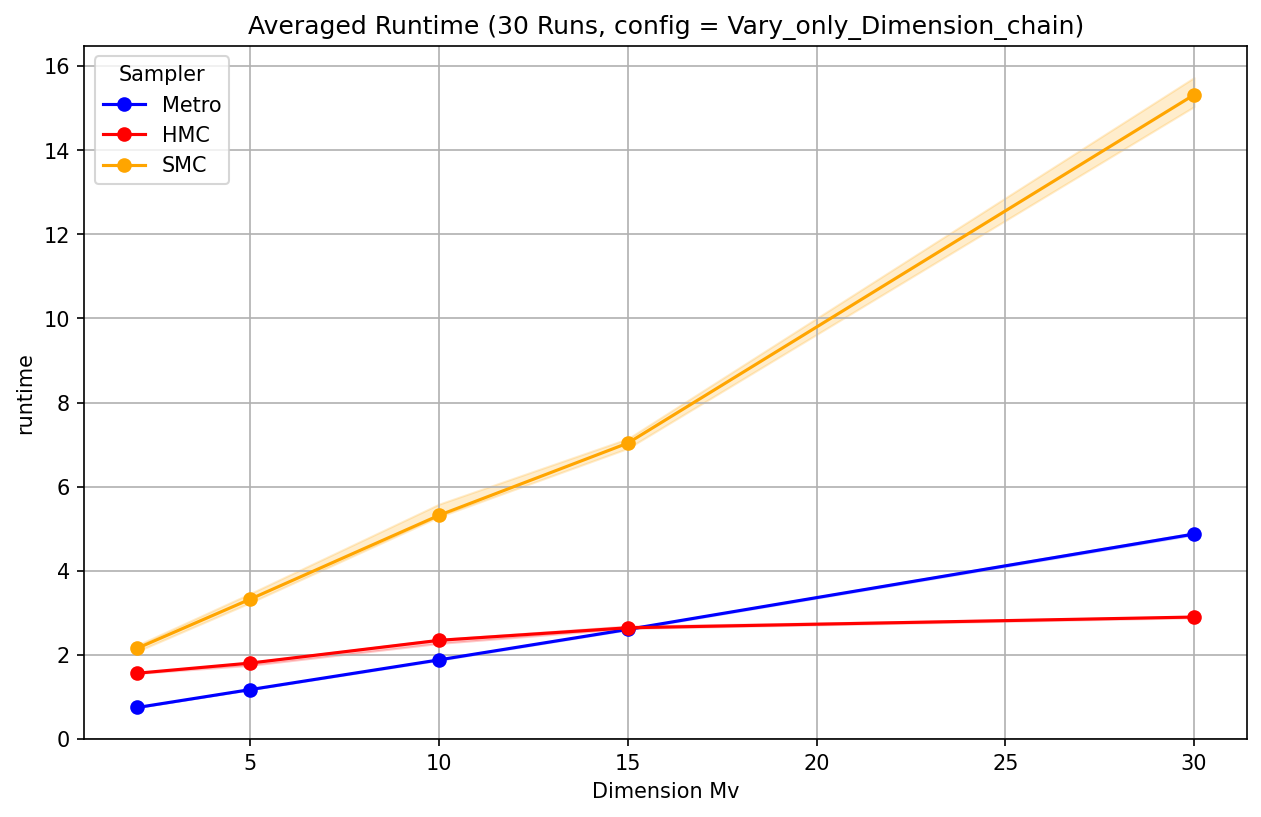 Averaged Runtime (30 Runs, config = Vary_only_Dimension_chain)
Sampler
Metro
HMC
SMC
16
14
12
10
8
6
4
2
0
runtime
5 10 15 20 25 30
Dimension Mv